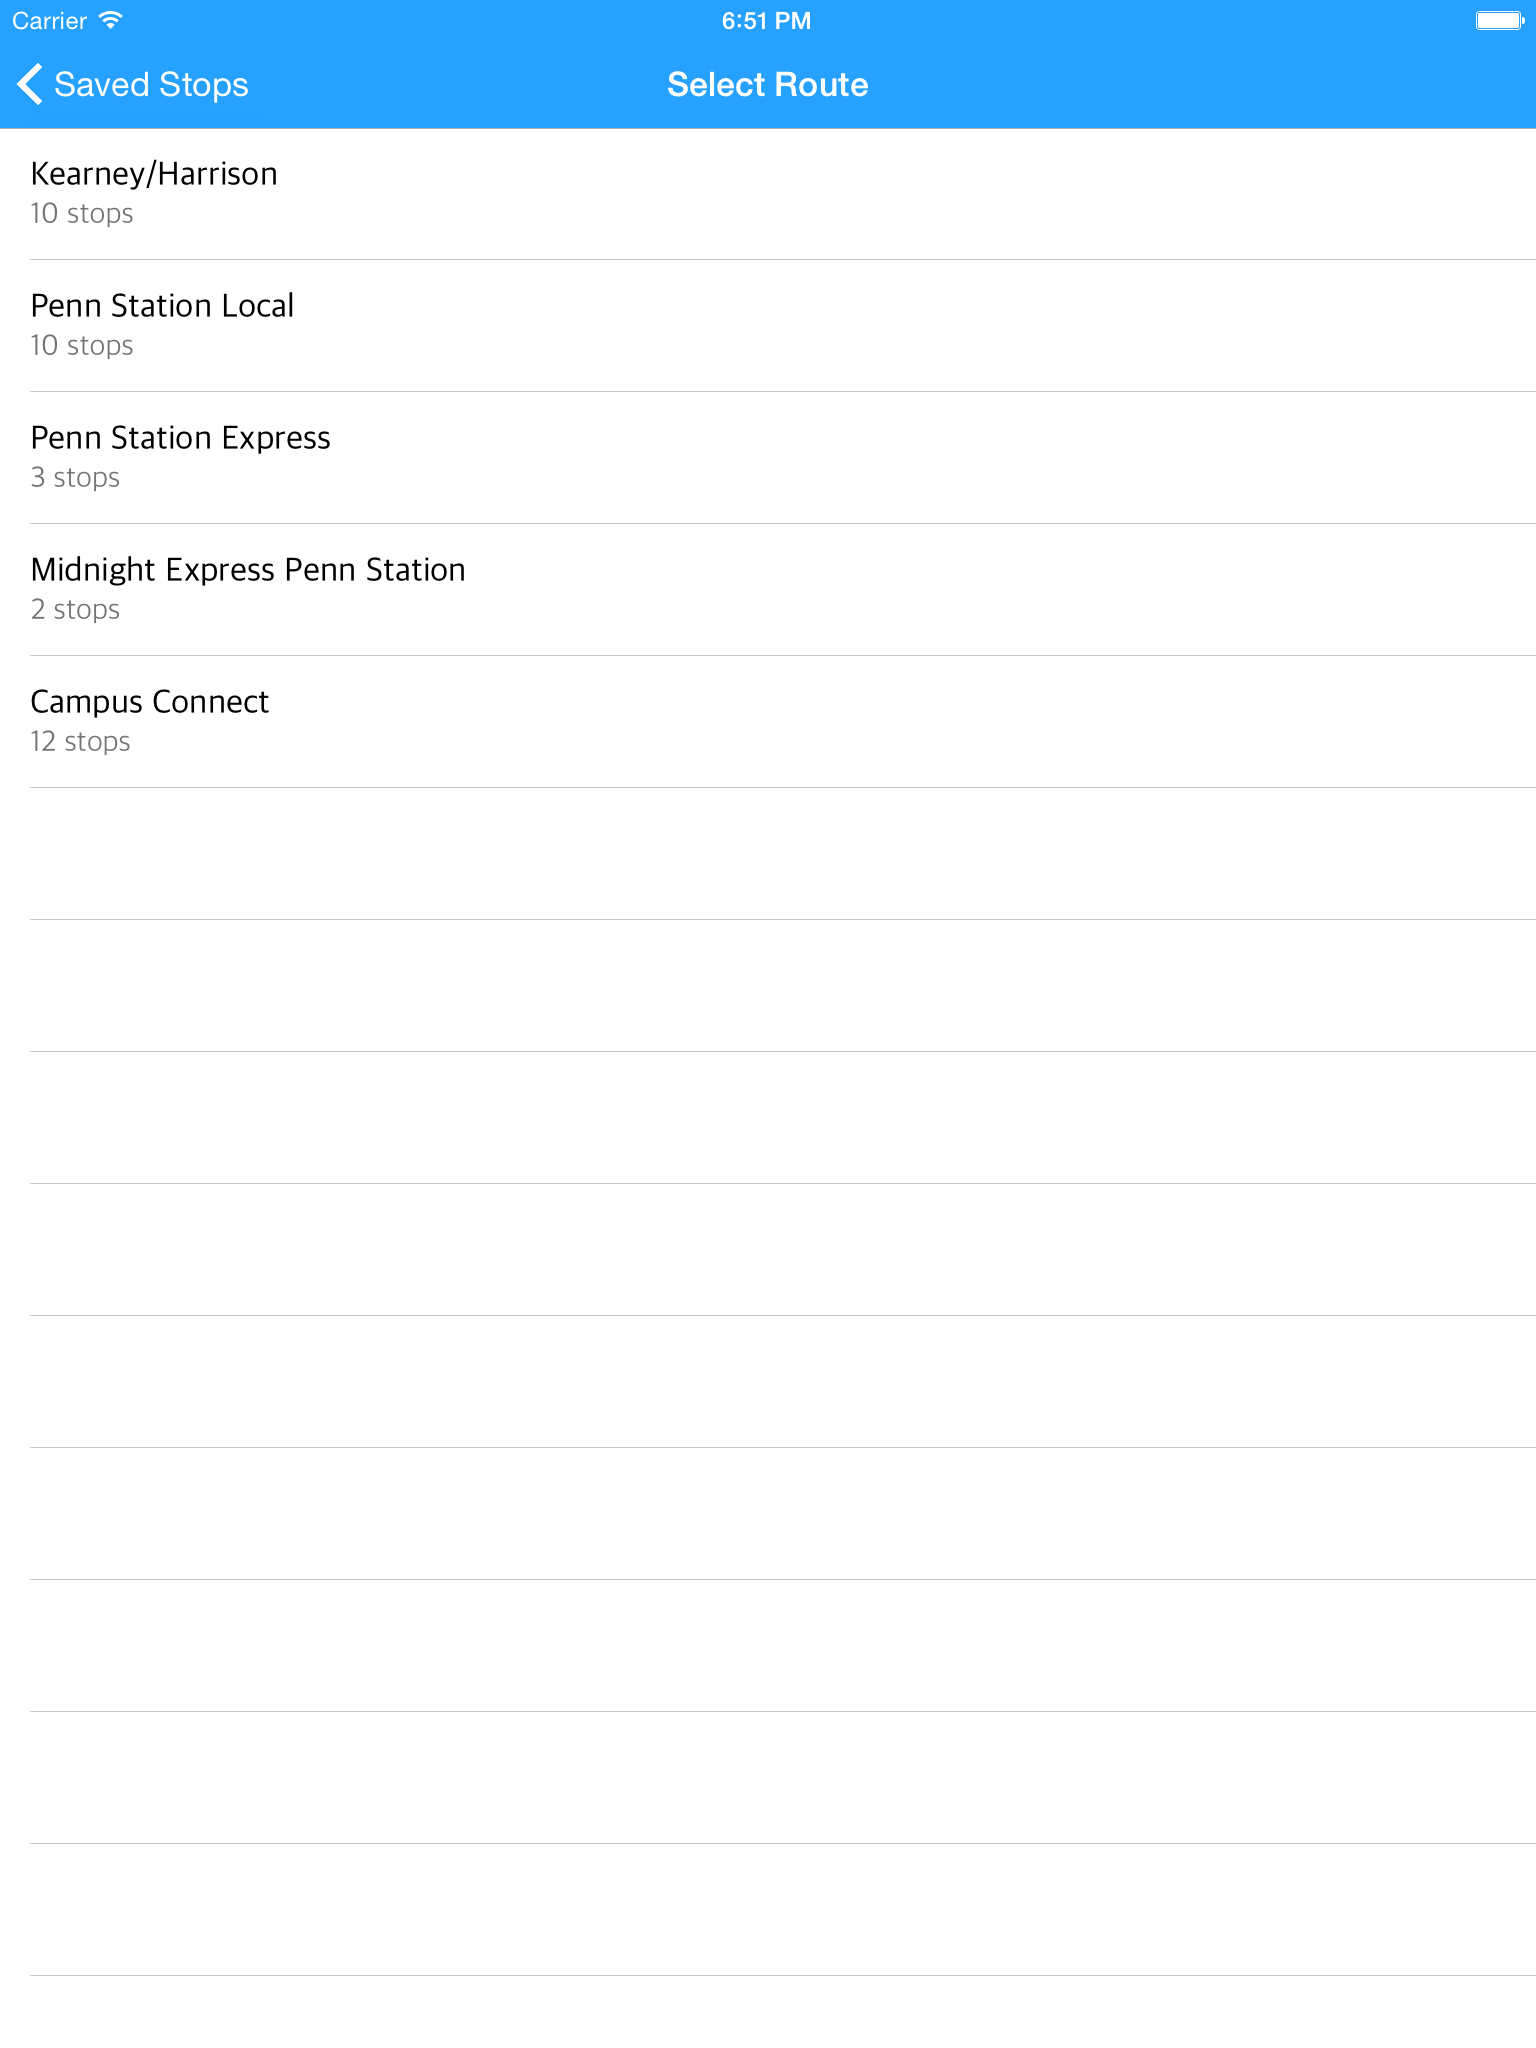 Carrier
6:51 PM
Saved Stops
Select Route
Kearney/Harrison
10 stops
Penn Station Local
10 stops
Penn Station Express
3 stops
Midnight Express Penn Station
2 stops
Campus Connect
12 stops